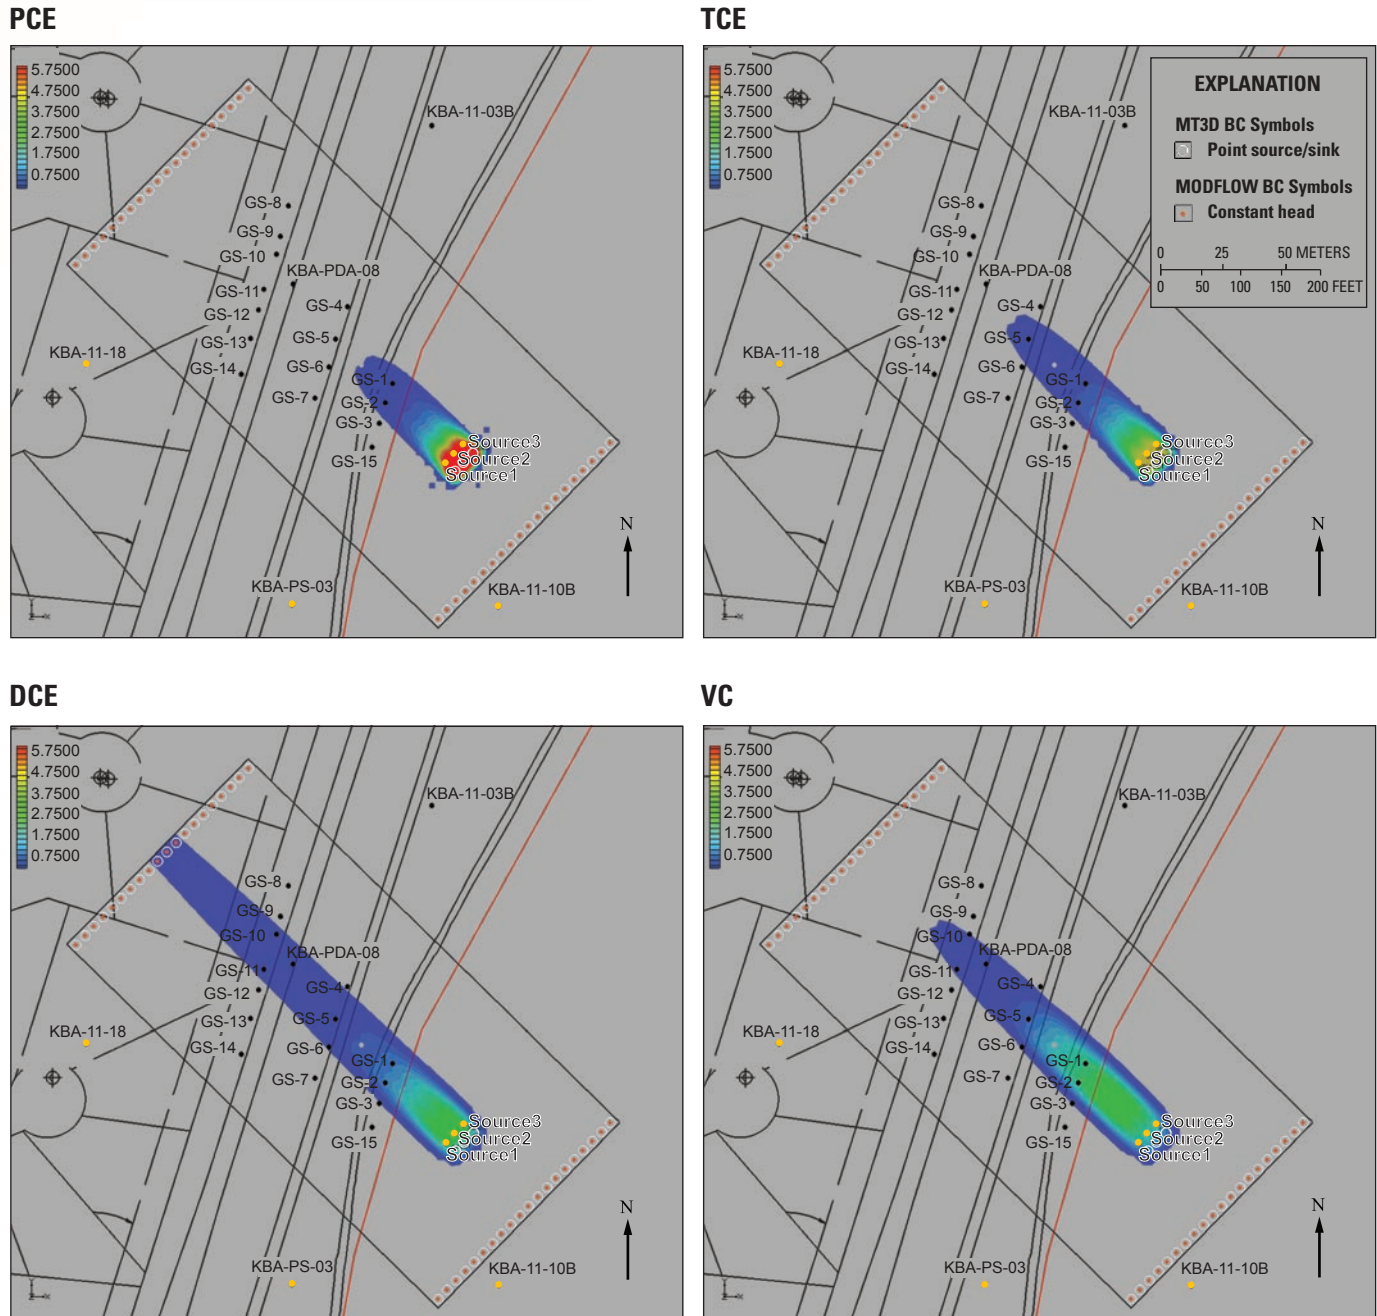 PCE
5.7500
4.7500
3.7500
2.7500
1.7500
0.7500
KBA-11-03B
GS-8
GS-9
GS-10
KBA-PDA-08
GS-11
GS-4
GS-12
GS-13
GS-5
KBA-11-18
GS-14
GS-6
GS-1
GS-7
GS-2
GS-3
Source3
GS-15
Source2
Source1
N
KBA-PS-03
KBA-11-10B
TCE
5.7500
4.7500
3.7500
2.7500
1.7500
0.7500
EXPLANATION
MT3D BC Symbols
Point source/sink
MODFLOW BC Symbols
Constant head
0 25 50 METERS
0 50 100 150 200 FEET
KBA-11-03B
GS-8
GS-9
GS-10
KBA-PDA-08
GS-11
GS-4
GS-12
GS-13
GS-5
KBA-11-18
GS-14
GS-6
GS-1
GS-7
GS-2
GS-3
Source3
GS-15
Source2
Source1
N
KBA-PS-03
KBA-11-10B
DCE
5.7500
4.7500
3.7500
2.7500
1.7500
0.7500
KBA-11-03B
GS-8
GS-9
GS-10
KBA-PDA-08
GS-11
GS-4
GS-12
GS-13
GS-5
KBA-11-18
GS-14
GS-6
GS-1
GS-7
GS-2
GS-3
Source3
GS-15
Source2
Source1
N
KBA-PS-03
KBA-11-10B
VC
5.7500
4.7500
3.7500
2.7500
1.7500
0.7500
KBA-11-03B
GS-8
GS-9
GS-10
KBA-PDA-08
GS-11
GS-4
GS-12
GS-13
GS-5
KBA-11-18
GS-14
GS-6
GS-1
GS-7
GS-2
GS-3
Source3
GS-15
Source2
Source1
N
KBA-PS-03
KBA-11-10B